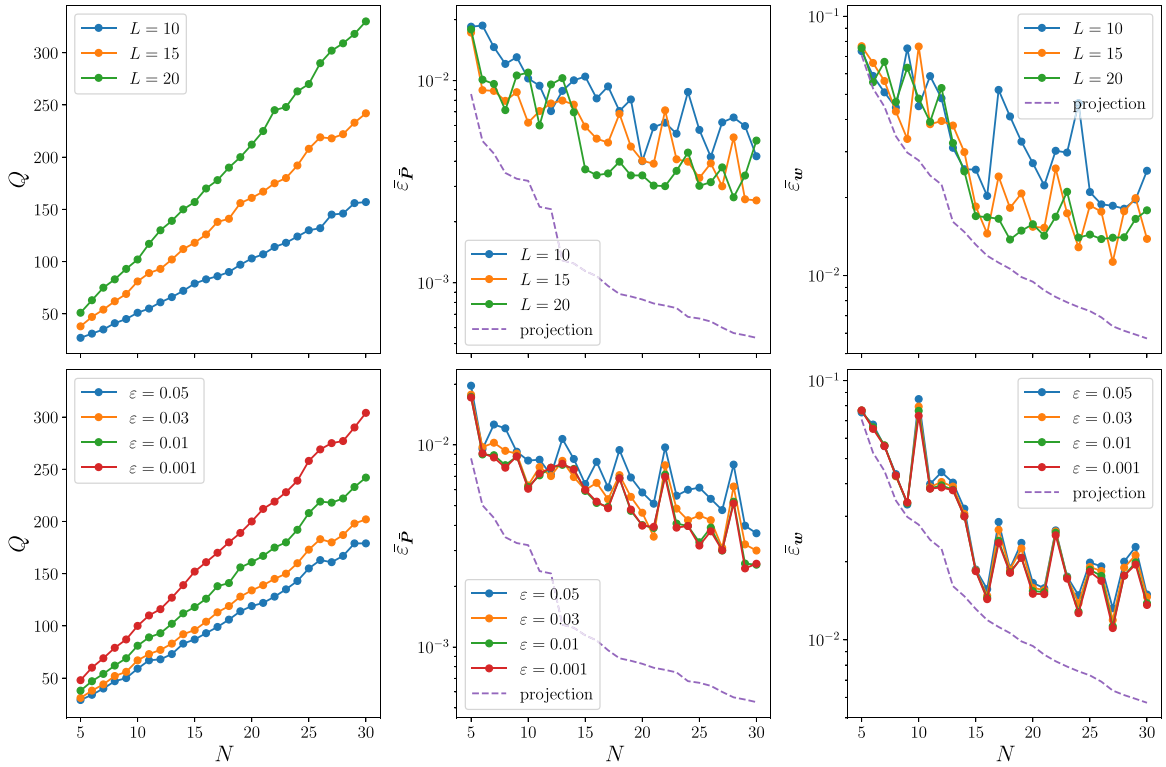 Q
350
300
250
200
150
100
50
L = 10
L = 15
L = 20
ε̄_P
10⁻²
10⁻³
L = 10
L = 15
L = 20
projection
ε̄_w
10⁻¹
10⁻²
L = 10
L = 15
L = 20
projection
Q
300
250
200
150
100
50
ε = 0.05
ε = 0.03
ε = 0.01
ε = 0.001
5 10 15 20 25 30
N
ε̄_P
10⁻²
10⁻³
ε = 0.05
ε = 0.03
ε = 0.01
ε = 0.001
projection
5 10 15 20 25 30
N
ε̄_w
10⁻¹
10⁻²
ε = 0.05
ε = 0.03
ε = 0.01
ε = 0.001
projection
5 10 15 20 25 30
N